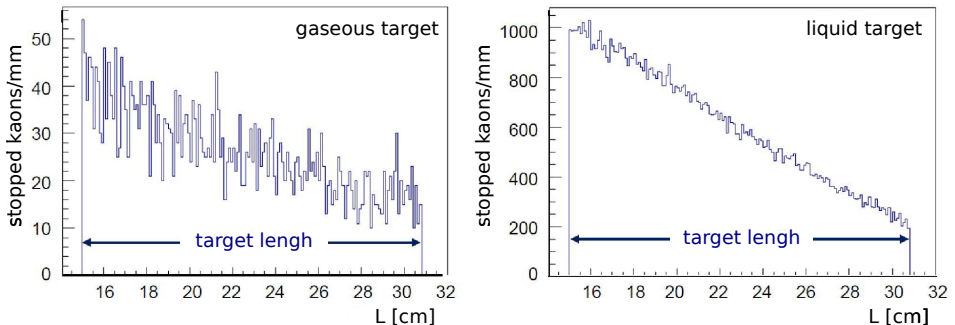 gaseous target
stopped kaons/mm
50
40
30
20
10
0
target lengh
16 18 20 22 24 26 28 30 32
L [cm]
liquid target
stopped kaons/mm
1000
800
600
400
200
0
target lengh
16 18 20 22 24 26 28 30 32
L [cm]